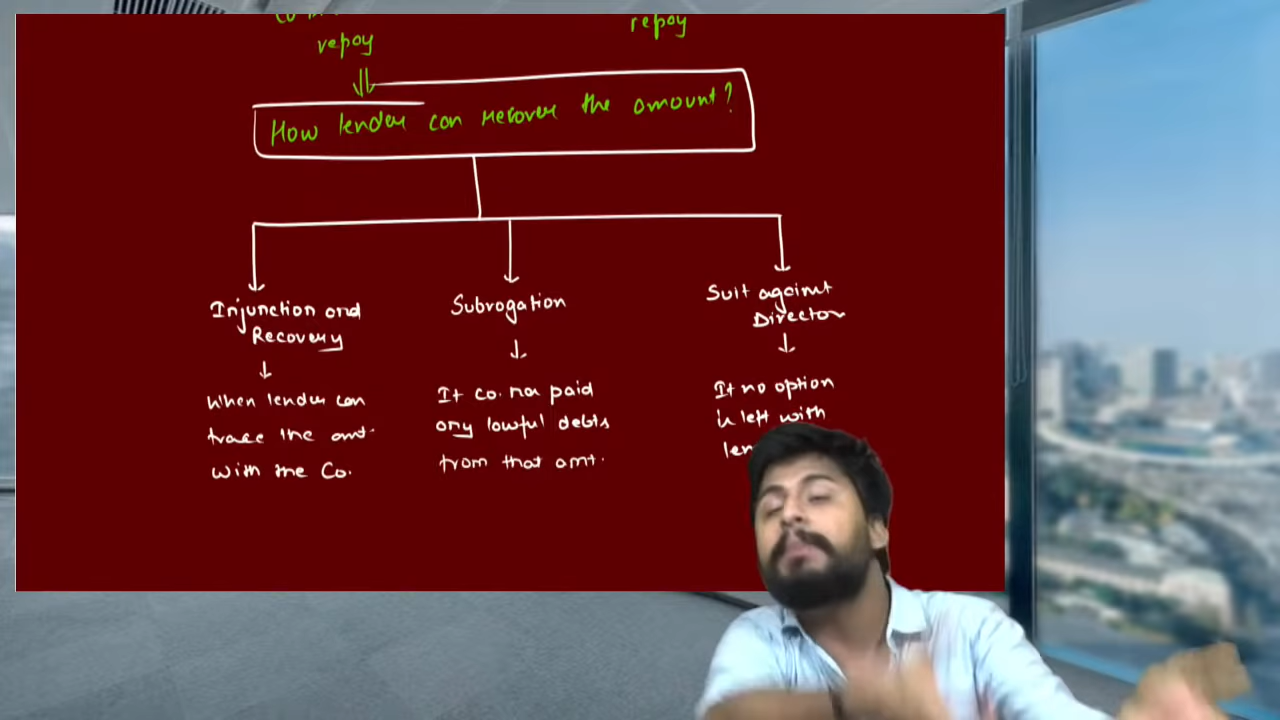 repay
repay
How lender can recover the amount?
Injunction and
Recovery
Subrogation
Suit against
Director
When lender can
trace the amt.
with the Co.
If co. has paid
any lawful debts
from that amt.
If no option
is left with